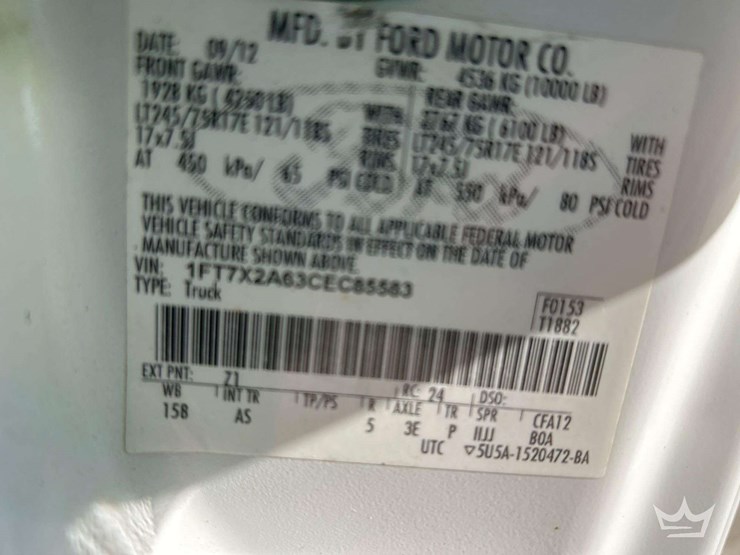 MFD. BY FORD MOTOR CO.
DATE: 09/12 GVWR: 4536 KG (10000 LB)
FRONT GAWR: REAR GAWR:
1928 KG ( 4250 LB) WITH 2767 KG ( 6100 LB) WITH
LT245/75R17E 121/118S TIRES LT245/75R17E 121/118S TIRES
17x7.5J RIMS 17x7.5J RIMS
AT 450 kPa/ 65 PSI COLD AT 550 kPa/ 80 PSI COLD
THIS VEHICLE CONFORMS TO ALL APPLICABLE FEDERAL MOTOR
VEHICLE SAFETY STANDARDS IN EFFECT ON THE DATE OF
MANUFACTURE SHOWN ABOVE.
VIN: 1FT7X2A63CEC85583
TYPE: Truck
F0153
T1882
EXT PNT: Z1 RC: 24 DSO:
WB INT TR TP/PS R AXLE TR SPR CFA12
158 AS 5 3E P IIJJ BOA
UTC ▽5U5A-1520472-BA